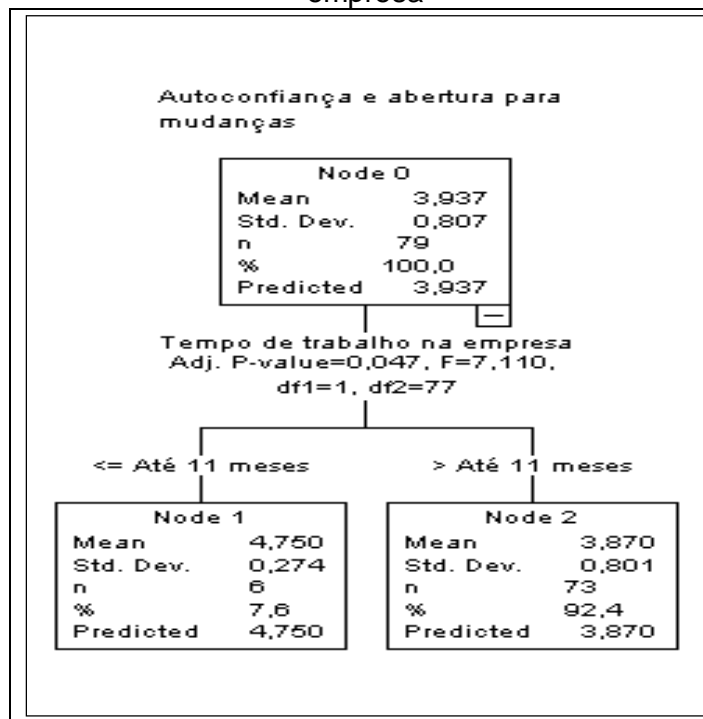 empresa
Autoconfiança e abertura para
mudanças
Node 0
Mean 3,937
Std. Dev. 0,807
n 79
% 100,0
Predicted 3,937
Tempo de trabalho na empresa
Adj. P-value=0,047, F=7,110,
df1=1, df2=77
<= Até 11 meses > Até 11 meses
Node 1
Mean 4,750
Std. Dev. 0,274
n 6
% 7,6
Predicted 4,750
Node 2
Mean 3,870
Std. Dev. 0,801
n 73
% 92,4
Predicted 3,870